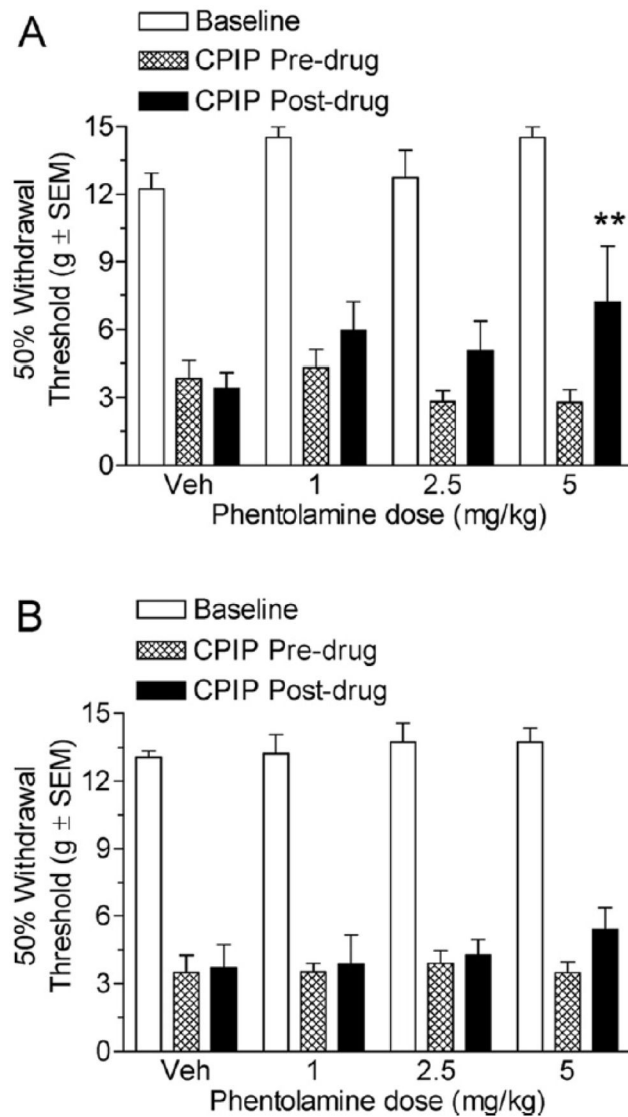 A
Baseline
CPIP Pre-drug
CPIP Post-drug
50% Withdrawal
Threshold (g ± SEM)
15
12
9
6
3
0
**
Veh 1 2.5 5
Phentolamine dose (mg/kg)
B
Baseline
CPIP Pre-drug
CPIP Post-drug
50% Withdrawal
Threshold (g ± SEM)
15
12
9
6
3
0
Veh 1 2.5 5
Phentolamine dose (mg/kg)